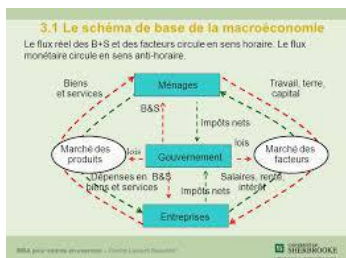 3.1 Le schéma de base de la macroéconomie
Le flux réel des B+S et des facteurs circule en sens horaire. Le flux
monétaire circule en sens anti-horaire.
Biens
et services
Ménages
Travail, terre,
capital
B&S
Impôts nets
Marché des
produits
lois
Gouvernement
lois
Marché des
facteurs
Dépenses en B&S
biens et services
Impôts nets
Salaires, rente,
intérêt
Entreprises
UNIVERSITÉ DE
SHERBROOKE